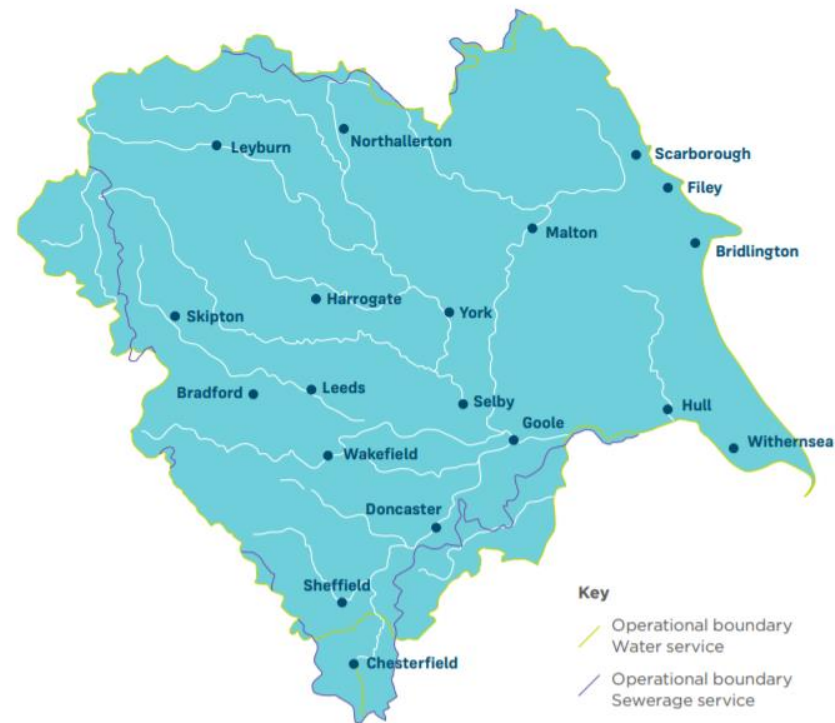 Northallerton
Leyburn
Scarborough
Filey
Malton
Bridlington
Harrogate
York
Skipton
Leeds
Bradford
Selby
Hull
Goole
Withernsea
Wakefield
Doncaster
Sheffield
Chesterfield
Key
Operational boundary
Water service
Operational boundary
Sewerage service